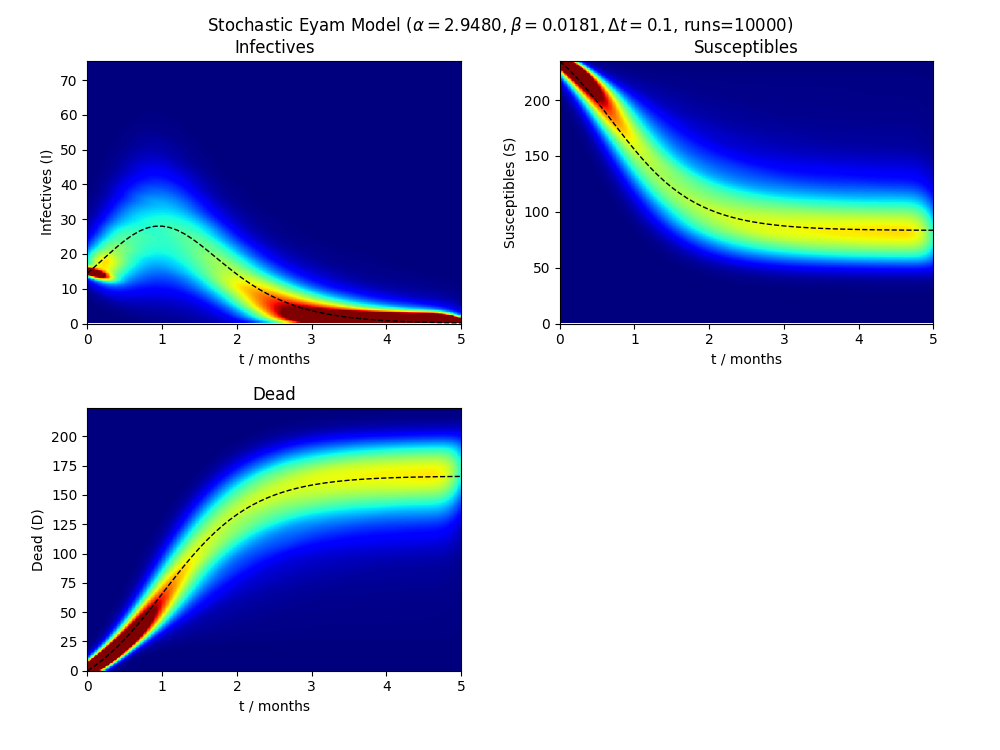 Stochastic Eyam Model (α = 2.9480, β = 0.0181, Δt = 0.1, runs=10000)
Infectives
Susceptibles
70
60
50
40
30
20
10
0
Infectives (I)
0 1 2 3 4 5
t / months
200
150
100
50
0
Susceptibles (S)
0 1 2 3 4 5
t / months
Dead
200
175
150
125
100
75
50
25
0
Dead (D)
0 1 2 3 4 5
t / months